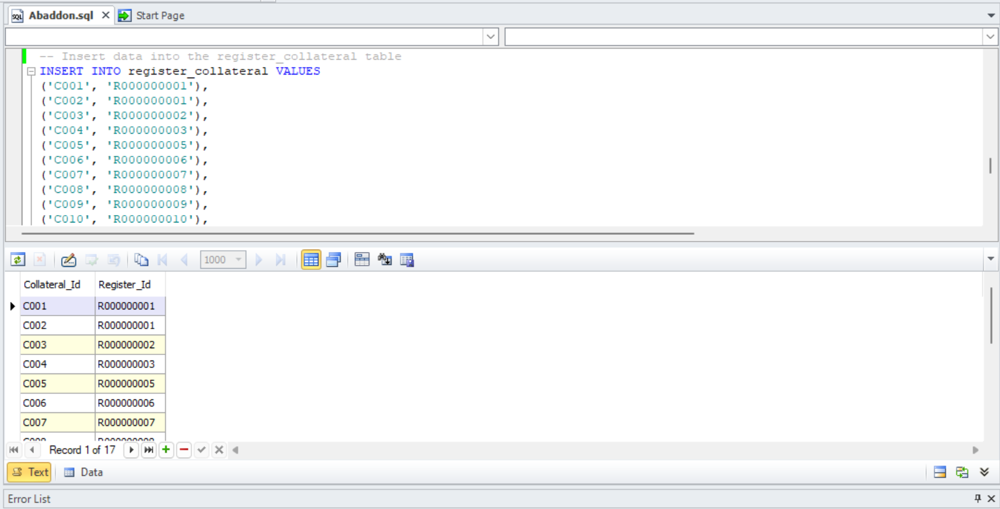 Abaddon.sql
Start Page
-- Insert data into the register_collateral table
INSERT INTO register_collateral VALUES
('C001', 'R000000001'),
('C002', 'R000000001'),
('C003', 'R000000002'),
('C004', 'R000000003'),
('C005', 'R000000005'),
('C006', 'R000000006'),
('C007', 'R000000007'),
('C008', 'R000000008'),
('C009', 'R000000009'),
('C010', 'R000000010'),
1000
Collateral_Id Register_Id
C001 R000000001
C002 R000000001
C003 R000000002
C004 R000000003
C005 R000000005
C006 R000000006
C007 R000000007
Record 1 of 17
Text Data
Error List